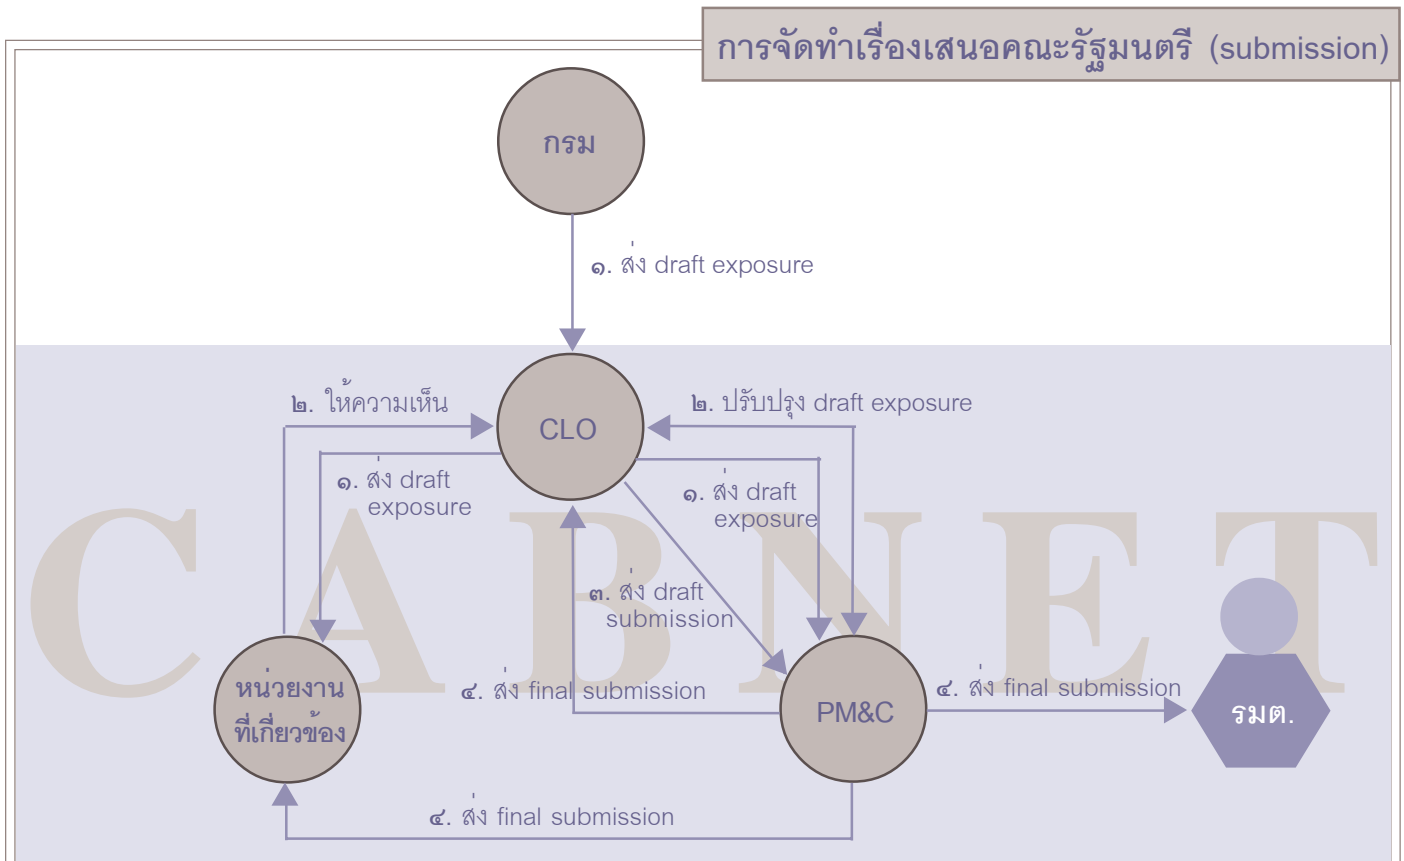 การจัดทำเรื่องเสนอคณะรัฐมนตรี (submission)
กรม
๑. ส่ง draft exposure
๒. ให้ความเห็น
CLO
๒. ปรับปรุง draft exposure
๑. ส่ง draft
exposure
๑. ส่ง draft
exposure
CABNET
๓. ส่ง draft
submission
หน่วยงาน
ที่เกี่ยวข้อง
๔. ส่ง final submission
PM&C
๔. ส่ง final submission
รมต.
๔. ส่ง final submission